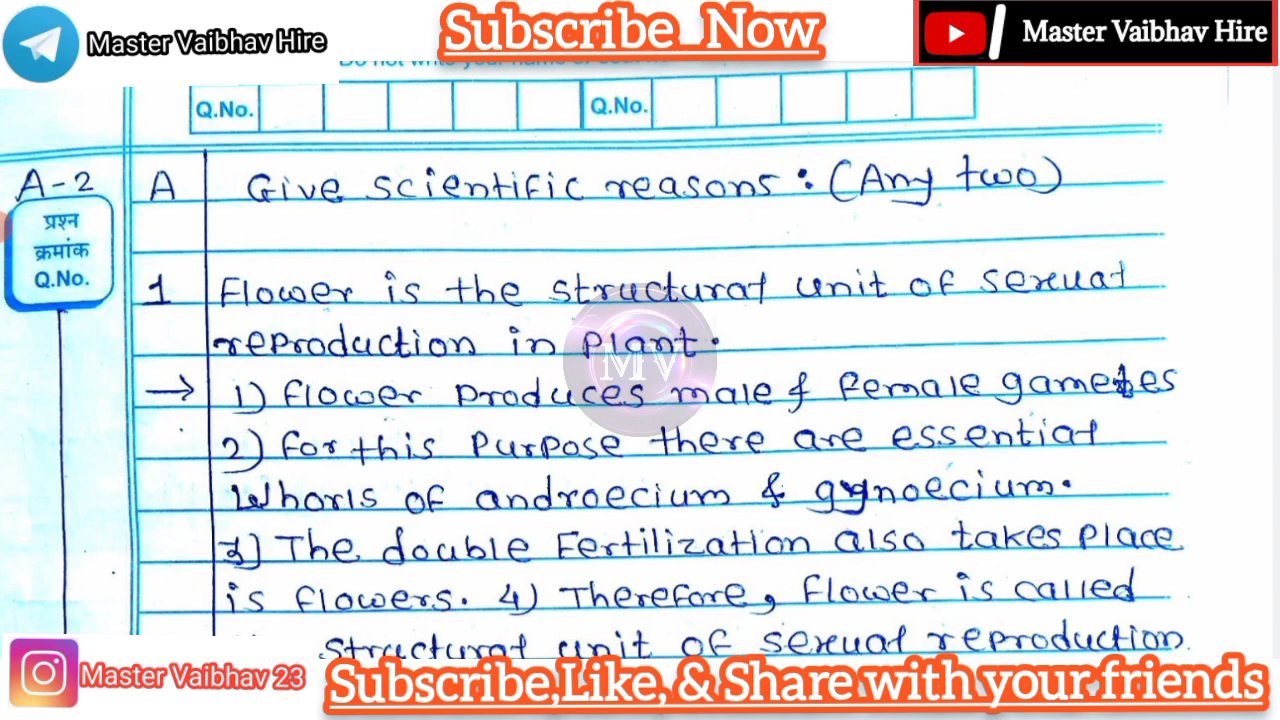 Master Vaibhav Hire
Subscribe Now
Master Vaibhav Hire
Q.No.
Q.No.
A-2 A Give scientific reasons : (Any two)
प्रश्न
क्रमांक
Q.No.
1 Flower is the structural unit of sexual
reproduction in plant.
→ 1) flower produces male & female gametes
2) for this purpose there are essential
Whorls of androecium & gynoecium.
3) The double fertilization also takes place
is flowers. 4) Therefore, flower is called
structural unit of sexual reproduction.
MV
Master Vaibhav 23
Subscribe,Like, & Share with your friends